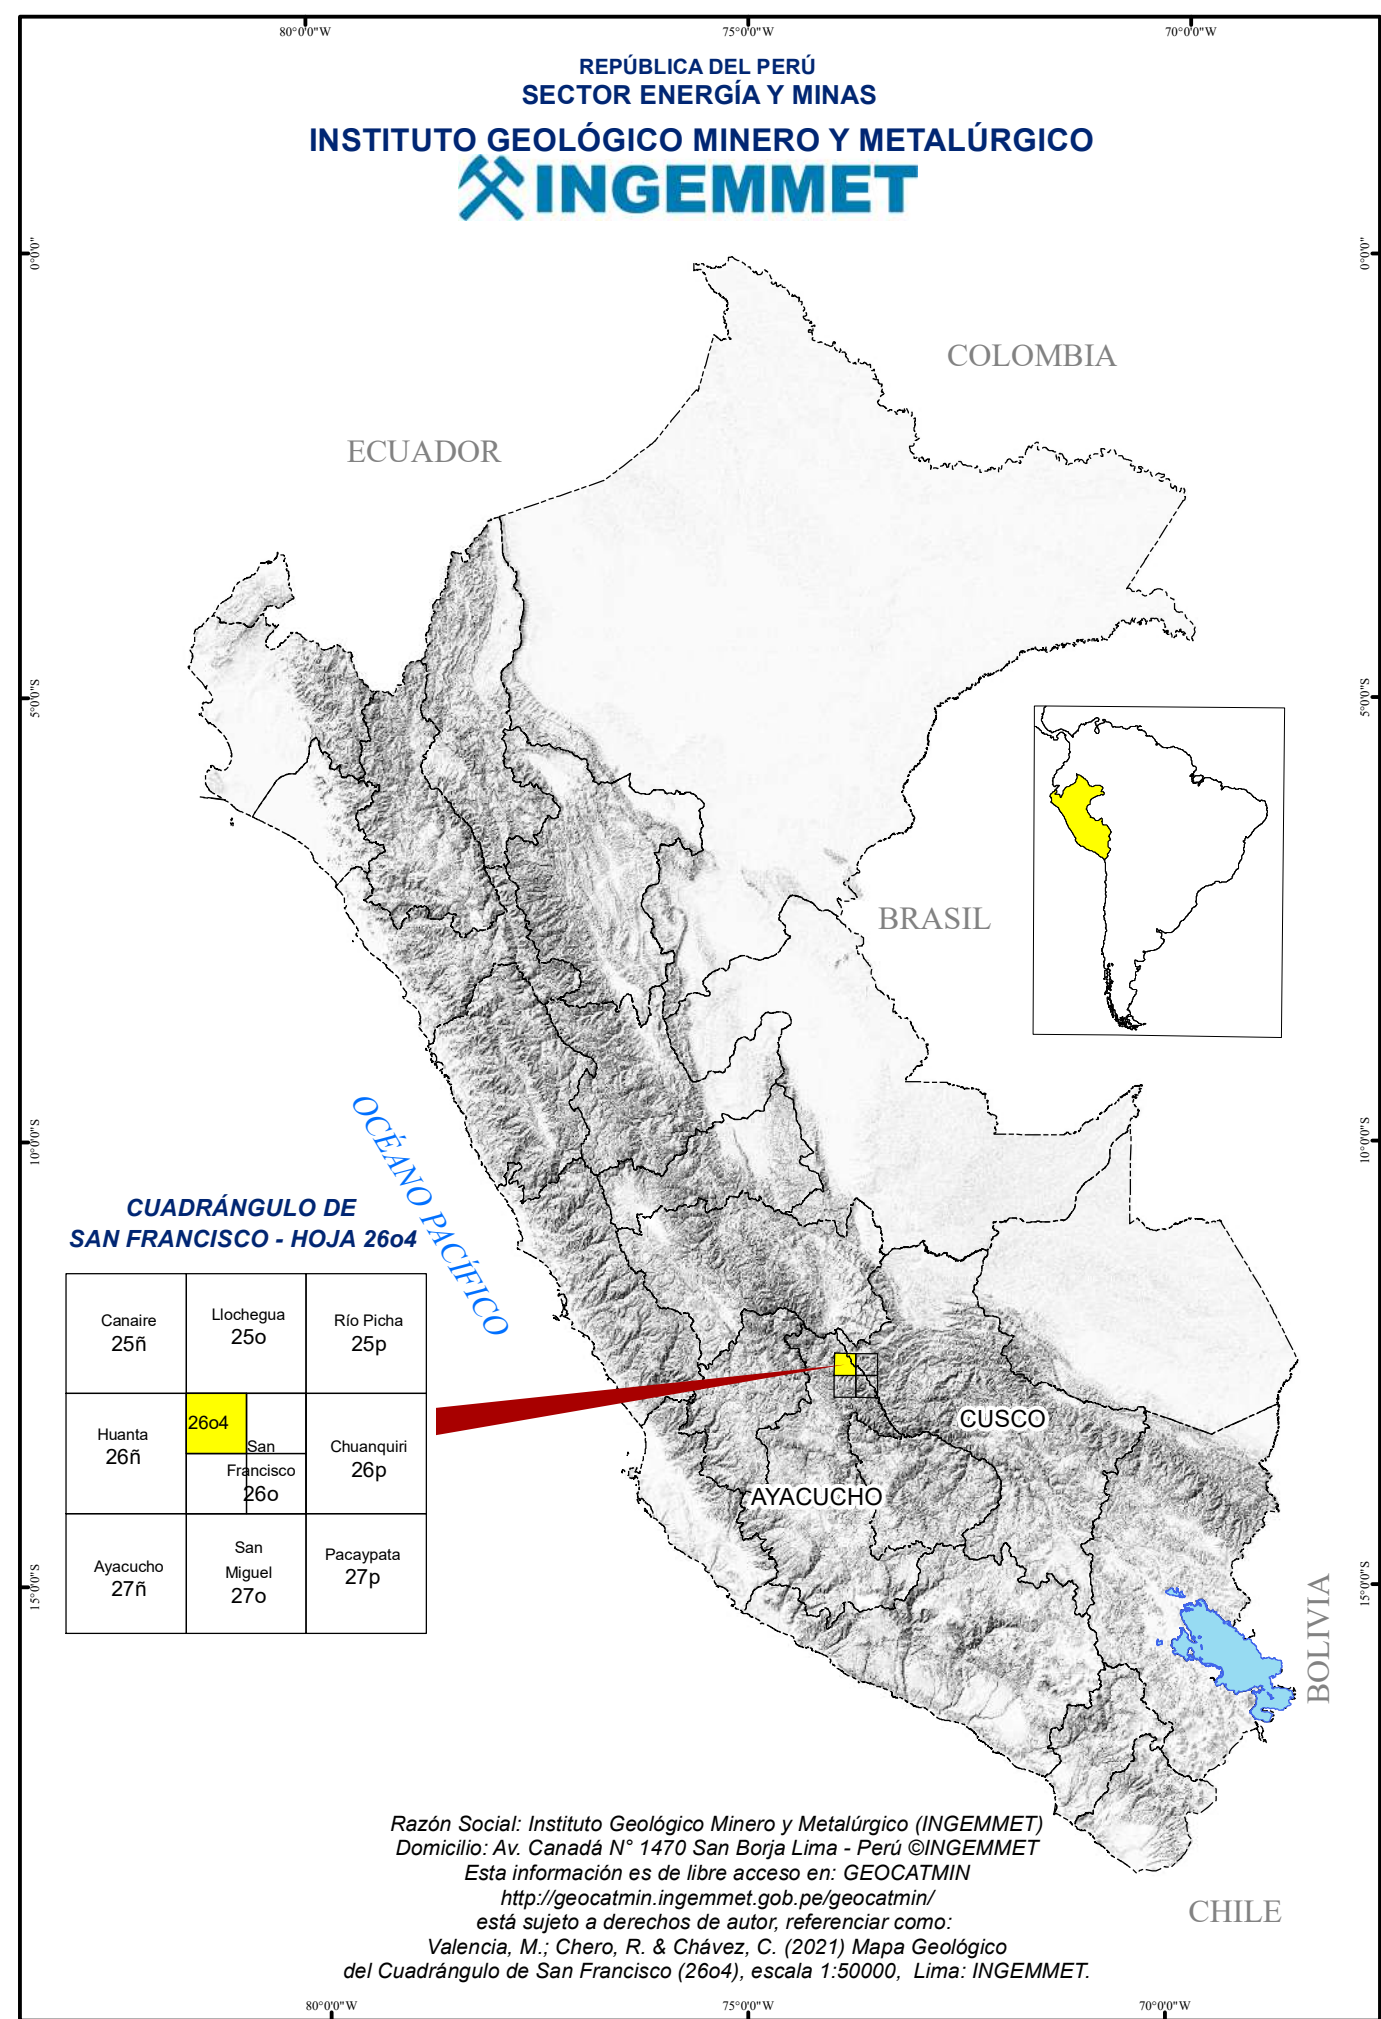 80°0'0"W
75°0'0"W
70°0'0"W
REPÚBLICA DEL PERÚ
SECTOR ENERGÍA Y MINAS
INSTITUTO GEOLÓGICO MINERO Y METALÚRGICO
INGEMMET
0°0'0"
0°0'0"
COLOMBIA
ECUADOR
5°0'0"S
5°0'0"S
BRASIL
OCÉANO PACÍFICO
10°0'0"S
10°0'0"S
CUADRÁNGULO DE
SAN FRANCISCO - HOJA 26o4
Canaire
25ñ
Llochegua
25o
Río Picha
25p
Huanta
26ñ
26o4
San
Francisco
26o
Chuanquiri
26p
Ayacucho
27ñ
San
Miguel
27o
Pacaypata
27p
CUSCO
AYACUCHO
15°0'0"S
15°0'0"S
BOLIVIA
Razón Social: Instituto Geológico Minero y Metalúrgico (INGEMMET)
Domicilio: Av. Canadá N° 1470 San Borja Lima - Perú ©INGEMMET
Esta información es de libre acceso en: GEOCATMIN
http://geocatmin.ingemmet.gob.pe/geocatmin/
está sujeto a derechos de autor, referenciar como:
Valencia, M.; Chero, R. & Chávez, C. (2021) Mapa Geológico
del Cuadrángulo de San Francisco (26o4), escala 1:50000, Lima: INGEMMET.
CHILE
80°0'0"W
75°0'0"W
70°0'0"W